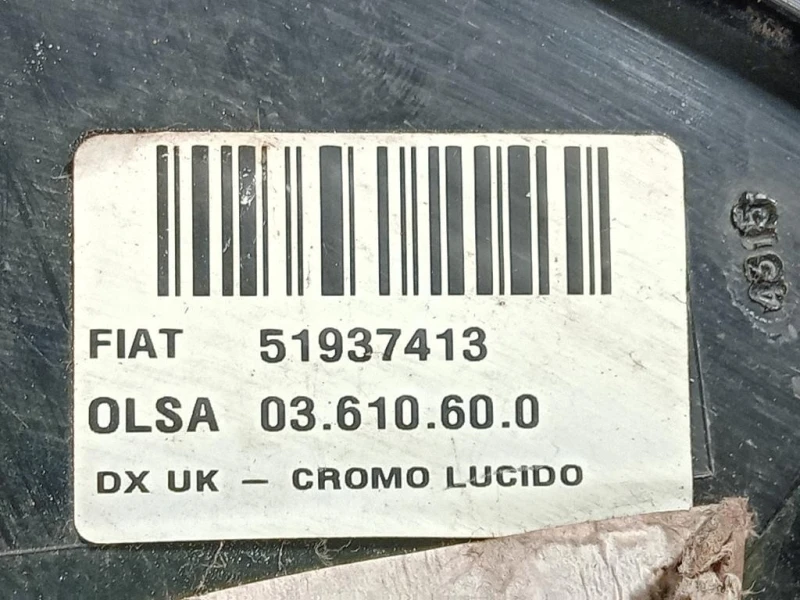 FIAT 51937413
OLSA 03.610.60.0
DX UK - CROMO LUCIDO